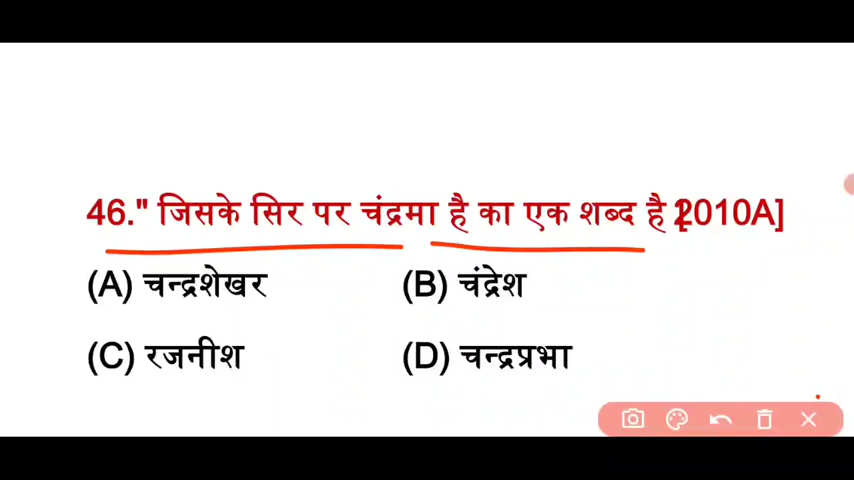 46." जिसके सिर पर चंद्रमा है का एक शब्द है [2010A]
(A) चन्द्रशेखर (B) चंद्रेश
(C) रजनीश (D) चन्द्रप्रभा